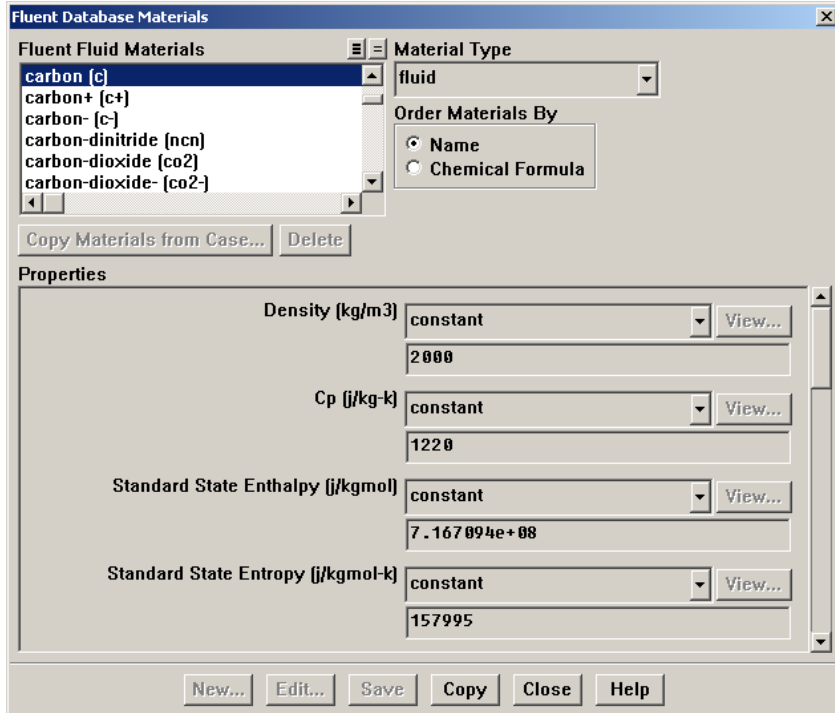 Fluent Database Materials
Fluent Fluid Materials
carbon (c)
carbon+ (c+)
carbon- (c-)
carbon-dinitride (ncn)
carbon-dioxide (co2)
carbon-dioxide- (co2-)
Material Type
fluid
Order Materials By
Name
Chemical Formula
Copy Materials from Case... Delete
Properties
Density (kg/m3) constant View...
2000
Cp (j/kg-k) constant View...
1220
Standard State Enthalpy (j/kgmol) constant View...
7.167094e+08
Standard State Entropy (j/kgmol-k) constant View...
157995
New... Edit... Save Copy Close Help